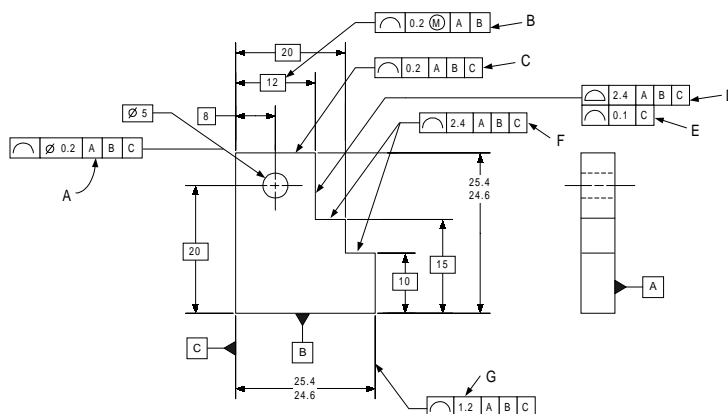 ⌒ 0.2 Ⓜ A B B
20
⌒ 0.2 A B C C
12
⌓ 2.4 A B C
⌒ 0.1 C E
8
Ø 5
⌓ 2.4 A B C F
⌒ Ø 0.2 A B C
A
25.4
24.6
20
15
10
A
C
B
25.4
24.6
G
⌒ 1.2 A B C